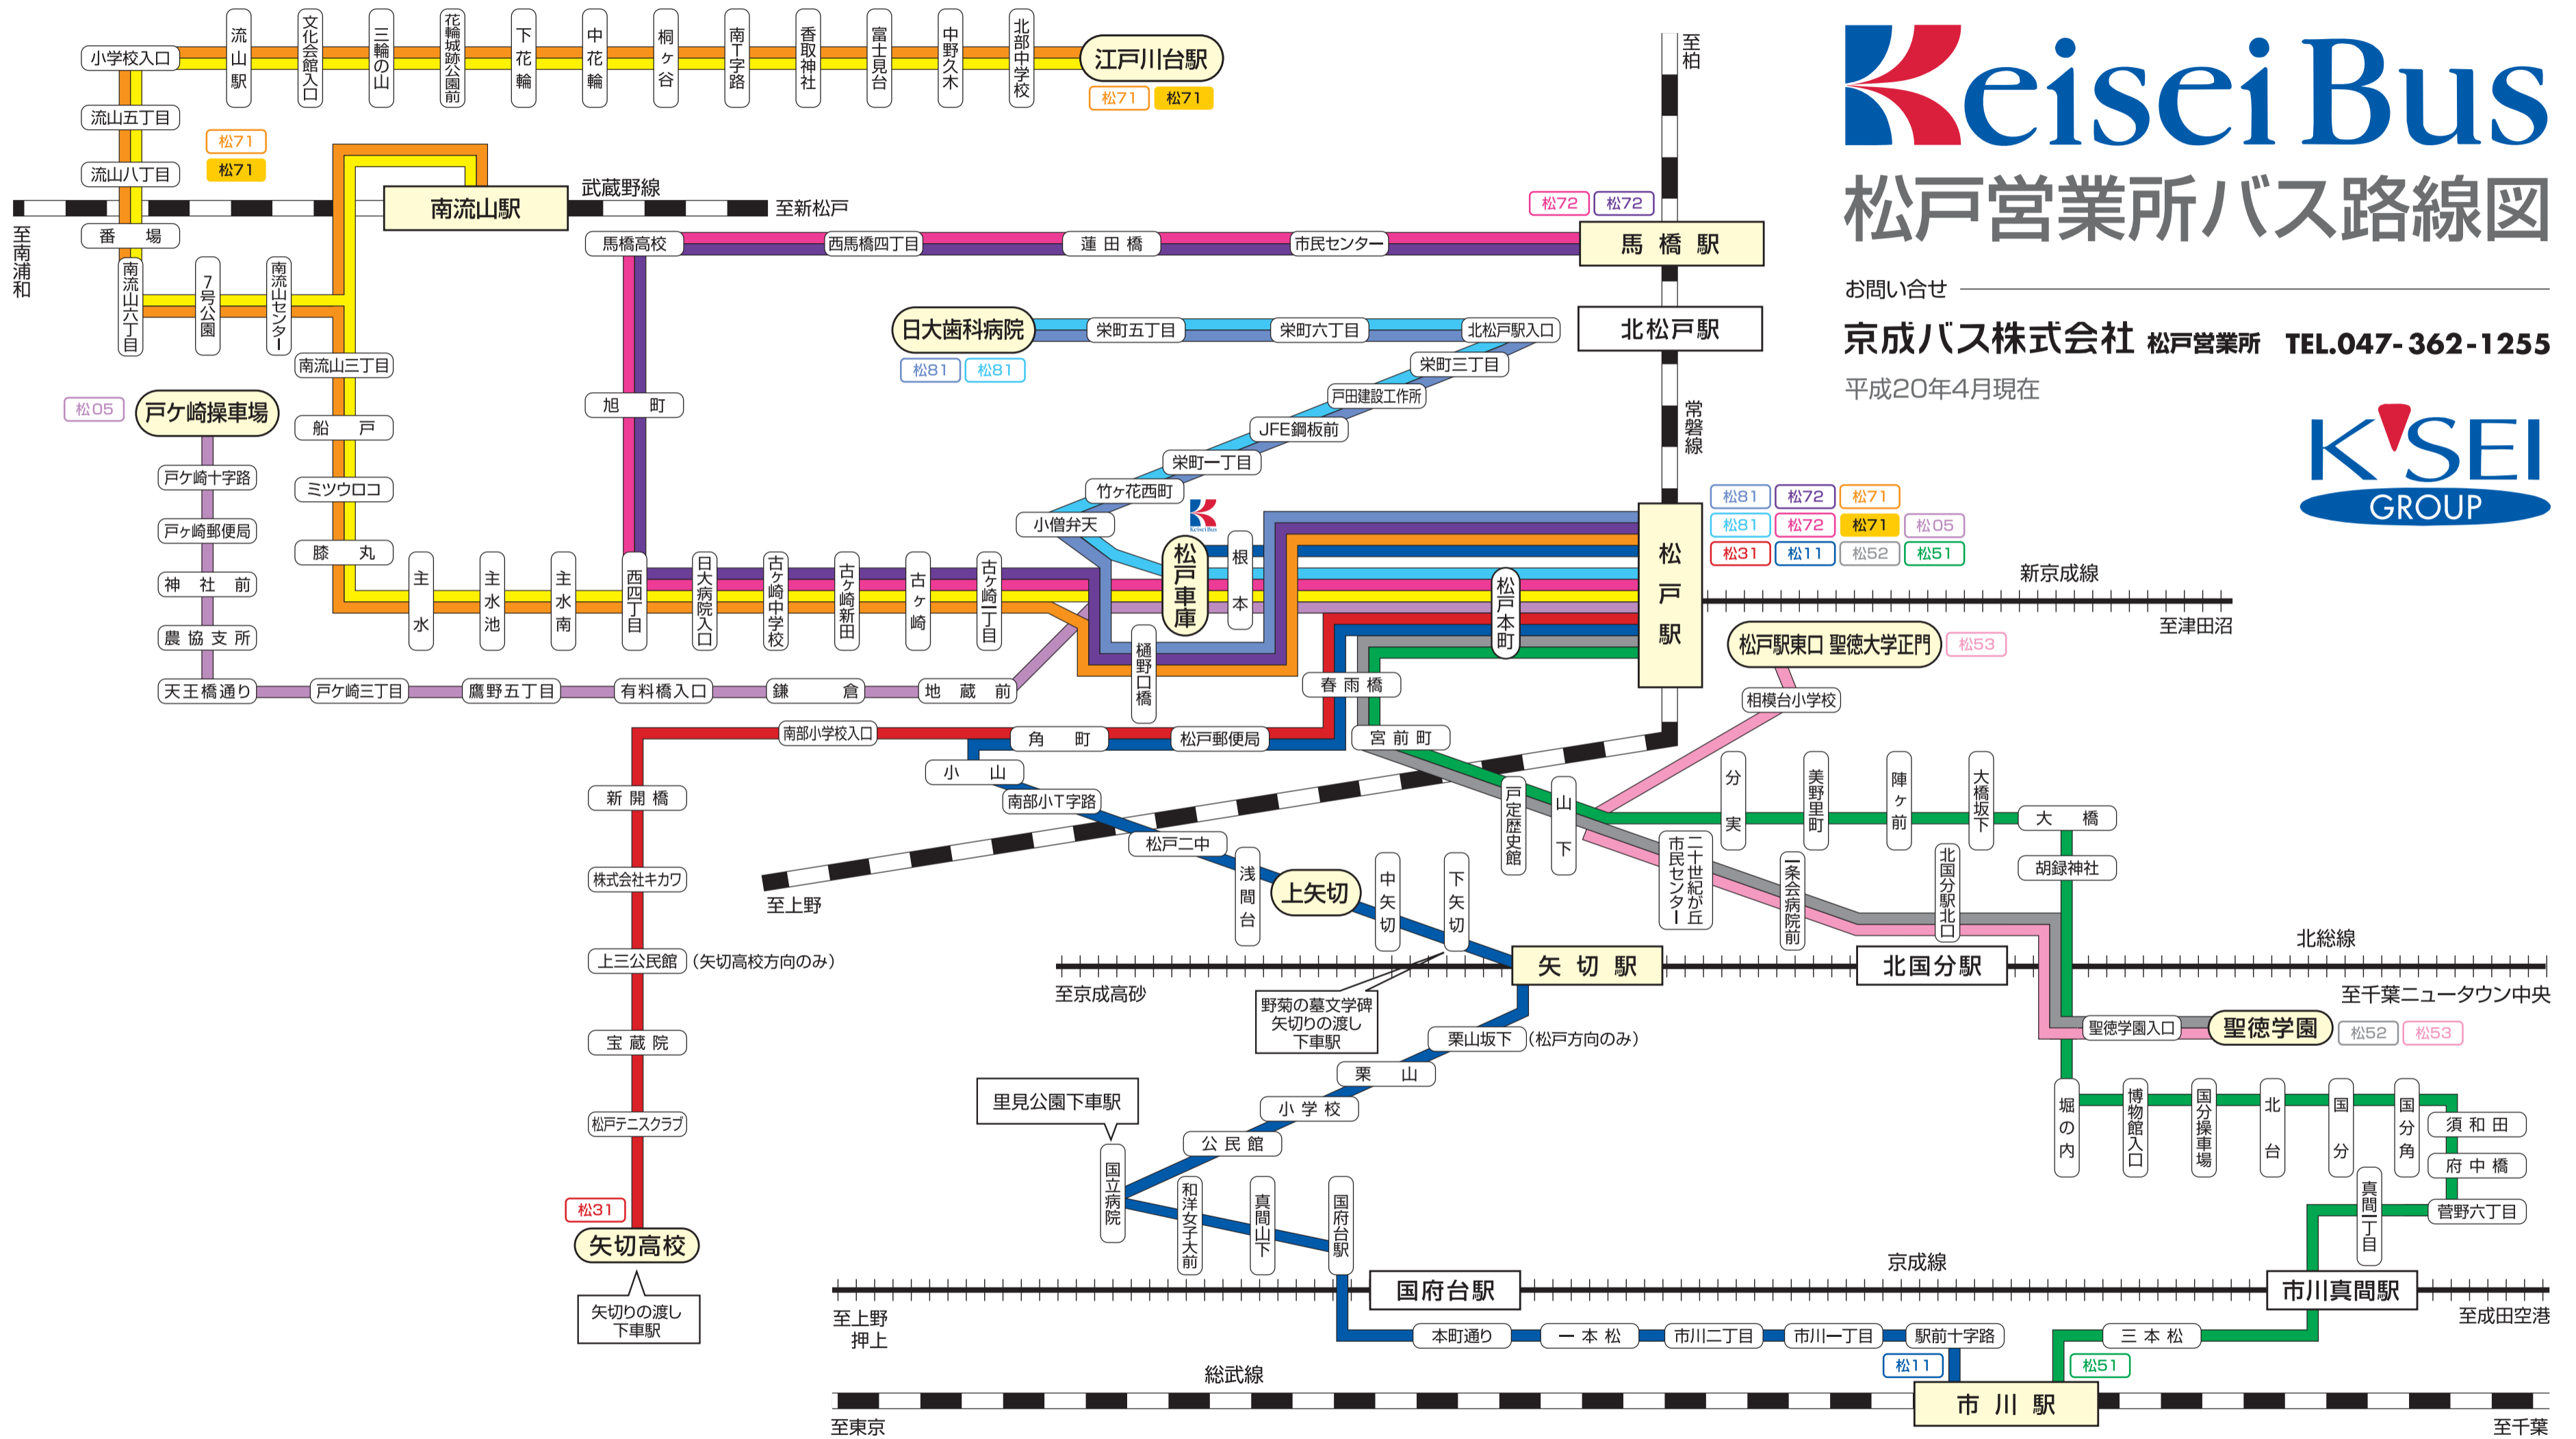 Keisei Bus
松戸営業所バス路線図
お問い合せ
京成バス株式会社 松戸営業所 TEL.047-362-1255
平成20年4月現在
K'SEI
GROUP
小学校入口
流山駅
文化会館入口
三輪の山
花輪城跡公園前
下花輪
中花輪
桐ヶ谷
南T字路
香取神社
富士見台
中野久木
北部中学校
江戸川台駅
松71 松71
流山五丁目
松71
松71
流山八丁目
番場
至南浦和
南流山駅
武蔵野線
至新松戸
南流山六丁目
7号公園
南流山センター
南流山三丁目
船戸
ミツウロコ
膝丸
主水
主水池
主水南
西四丁目
日大病院入口
古ヶ崎中学校
古ヶ崎新田
古ヶ崎
古ヶ崎一丁目
馬橋高校
西馬橋四丁目
蓮田橋
市民センター
松72 松72
馬橋駅
至柏
旭町
日大歯科病院
松81 松81
栄町五丁目
栄町六丁目
北松戸駅入口
北松戸駅
栄町三丁目
戸田建設工作所
JFE鋼板前
栄町一丁目
竹ヶ花西町
小僧弁天
常磐線
Keisei Bus
松戸車庫
根本
樋野口橋
松戸本町
松戸駅
松81 松72 松71
松81 松72 松71 松05
松31 松11 松52 松51
新京成線
至津田沼
松05
戸ケ崎操車場
戸ケ崎十字路
戸ヶ崎郵便局
神社前
農協支所
天王橋通り
戸ケ崎三丁目
鷹野五丁目
有料橋入口
鎌倉
地蔵前
松戸駅東口 聖徳大学正門
松53
相模台小学校
春雨橋
宮前町
南部小学校入口
角町
松戸郵便局
新開橋
株式会社キカワ
上三公民館
(矢切高校方向のみ)
宝蔵院
松戸テニスクラブ
松31
矢切高校
矢切りの渡し
下車駅
小山
南部小T字路
松戸二中
浅間台
上矢切
中矢切
下矢切
至上野
野菊の墓文学碑
矢切りの渡し
下車駅
戸定歴史館
山下
分実
美野里町
陣ヶ前
大橋坂下
大橋
胡録神社
二十世紀が丘
市民センター
一条会病院前
北国分駅北口
矢切駅
北国分駅
北総線
至京成高砂
至千葉ニュータウン中央
聖徳学園入口
聖徳学園
松52 松53
栗山坂下
(松戸方向のみ)
栗山
小学校
公民館
里見公園下車駅
国立病院
和洋女子大前
真間山下
国府台駅
堀の内
博物館入口
国分操車場
北台
国分
国分角
須和田
府中橋
菅野六丁目
真間一丁目
京成線
国府台駅
市川真間駅
至上野
押上
至成田空港
本町通り
一本松
市川二丁目
市川一丁目
駅前十字路
三本松
松11
松51
総武線
市川駅
至東京
至千葉